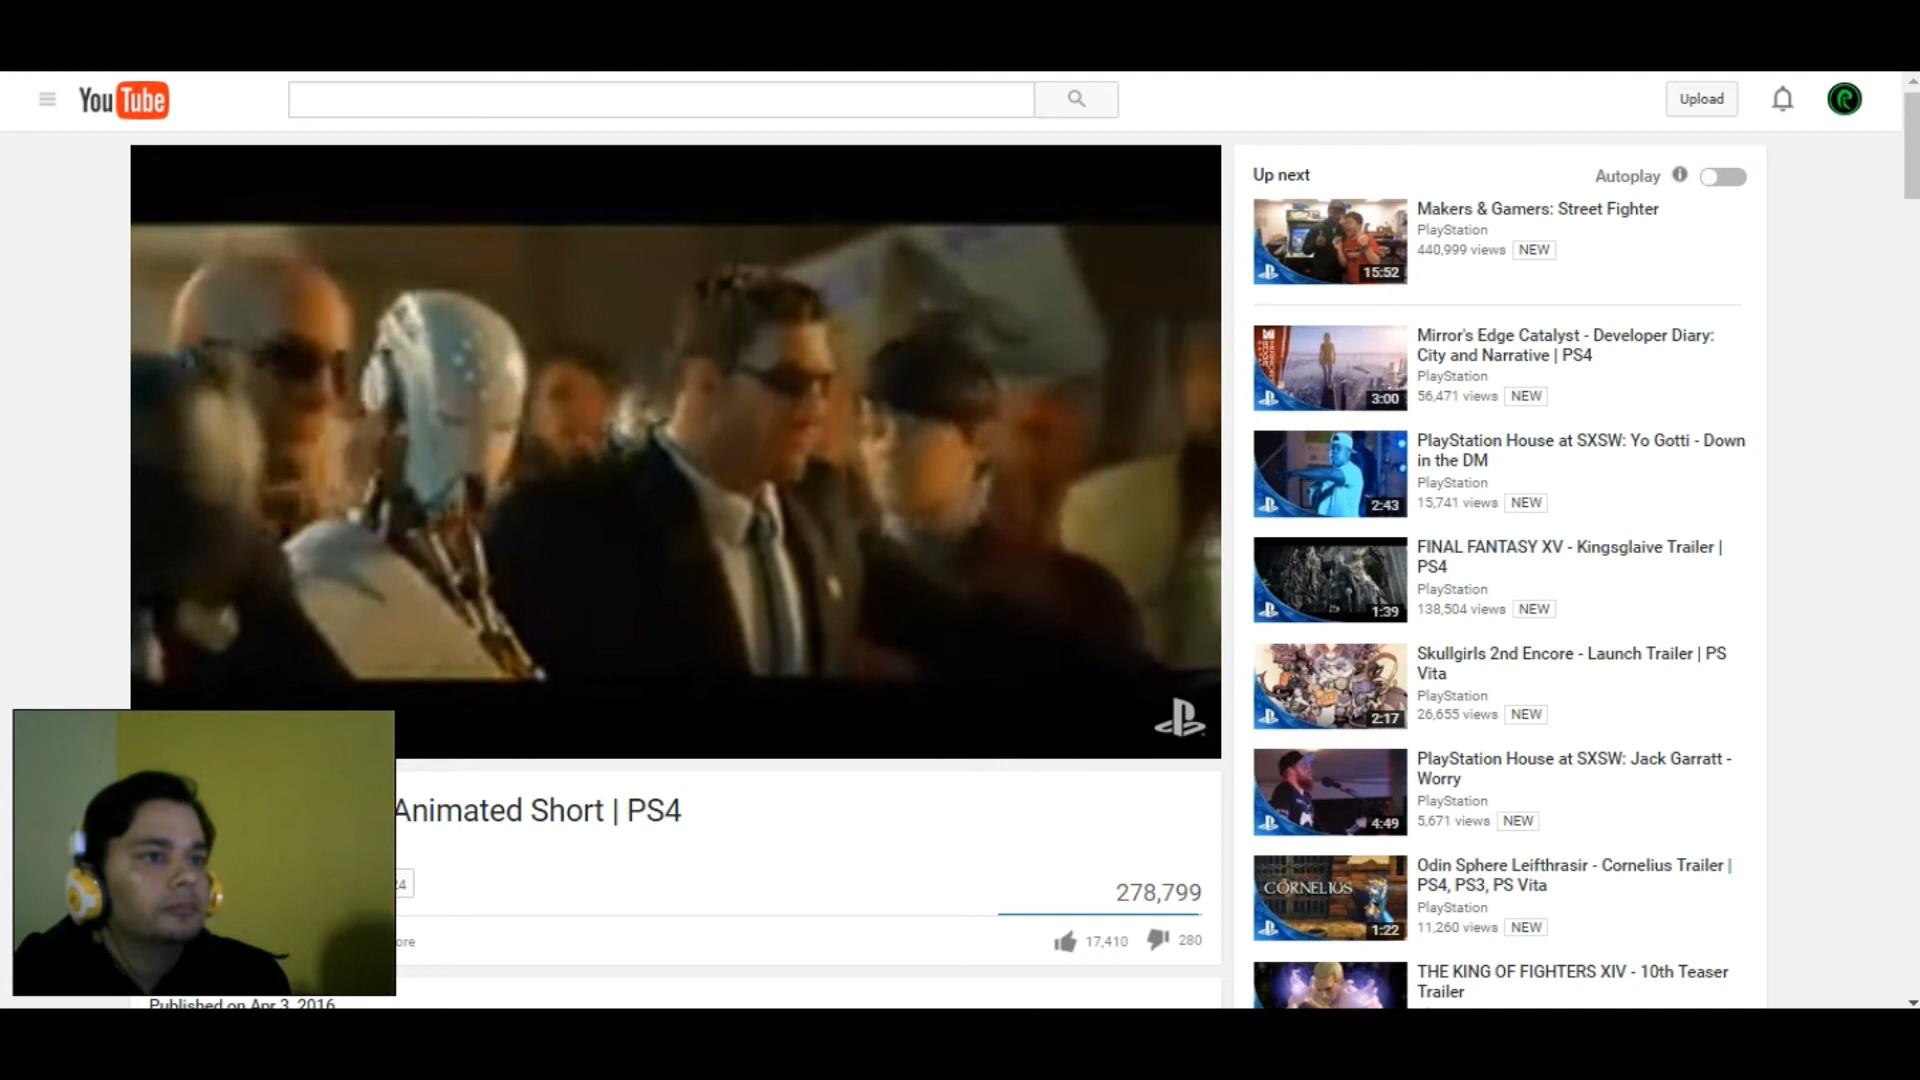 YouTube
Upload
Up next
Autoplay
Makers & Gamers: Street Fighter
PlayStation
440,999 views NEW
15:52
Mirror's Edge Catalyst - Developer Diary:
City and Narrative | PS4
PlayStation
56,471 views NEW
3:00
PlayStation House at SXSW: Yo Gotti - Down
in the DM
PlayStation
15,741 views NEW
2:43
FINAL FANTASY XV - Kingsglaive Trailer |
PS4
PlayStation
138,504 views NEW
1:39
Skullgirls 2nd Encore - Launch Trailer | PS
Vita
PlayStation
26,655 views NEW
2:17
PlayStation House at SXSW: Jack Garratt -
Worry
PlayStation
5,671 views NEW
4:49
Odin Sphere Leifthrasir - Cornelius Trailer |
PS4, PS3, PS Vita
PlayStation
11,260 views NEW
CORNELIUS
1:22
THE KING OF FIGHTERS XIV - 10th Teaser
Trailer
Animated Short | PS4
278,799
ore
17,410 280
Published on Apr 3, 2016